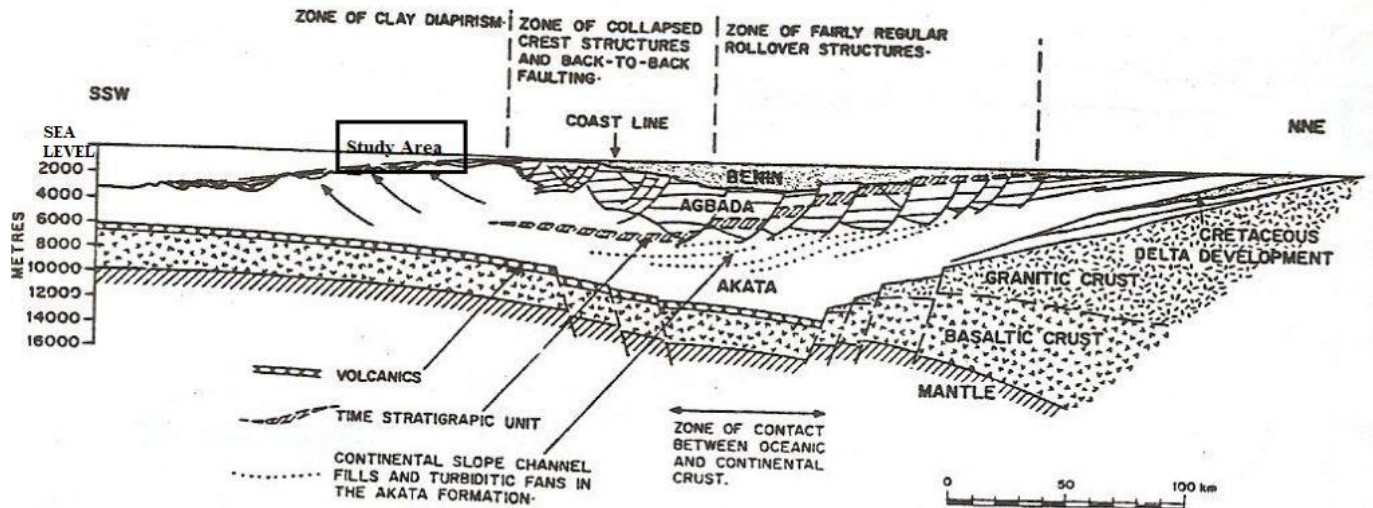 ZONE OF CLAY DIAPIRISM-
ZONE OF COLLAPSED
CREST STRUCTURES
AND BACK-TO-BACK
FAULTING-
ZONE OF FAIRLY REGULAR
ROLLOVER STRUCTURES-
SSW
NNE
COAST LINE
SEA
LEVEL
Study Area
2000
4000
6000
8000
10000
12000
14000
16000
METRES
BENIN
AGBADA
AKATA
CRETACEOUS
DELTA DEVELOPMENT
GRANITIC CRUST
BASALTIC CRUST
MANTLE
VOLCANICS
TIME STRATIGRAPIC UNIT
CONTINENTAL SLOPE CHANNEL
FILLS AND TURBIDITIC FANS IN
THE AKATA FORMATION-
ZONE OF CONTACT
BETWEEN OCEANIC
AND CONTINENTAL
CRUST.
0 50 100 km